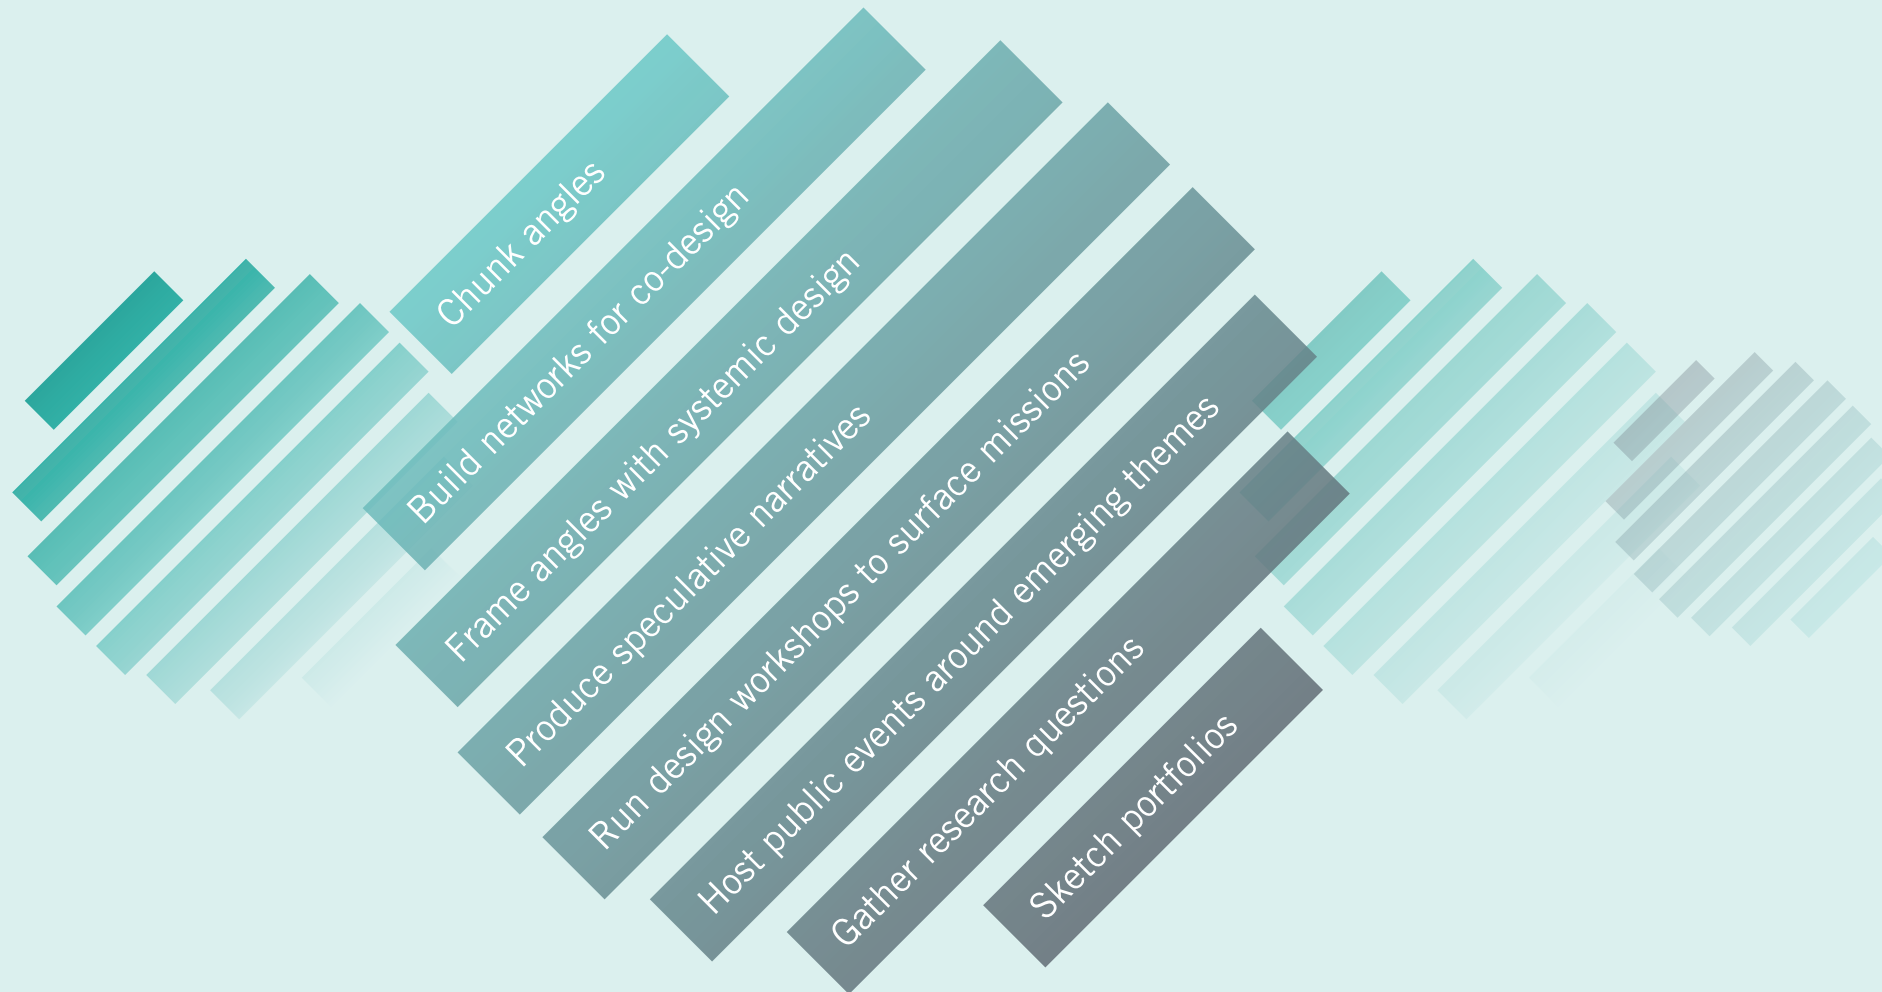 Chunk angles
Build networks for co-design
Frame angles with systemic design
Produce speculative narratives
Run design workshops to surface missions
Host public events around emerging themes
Gather research questions
Sketch portfolios